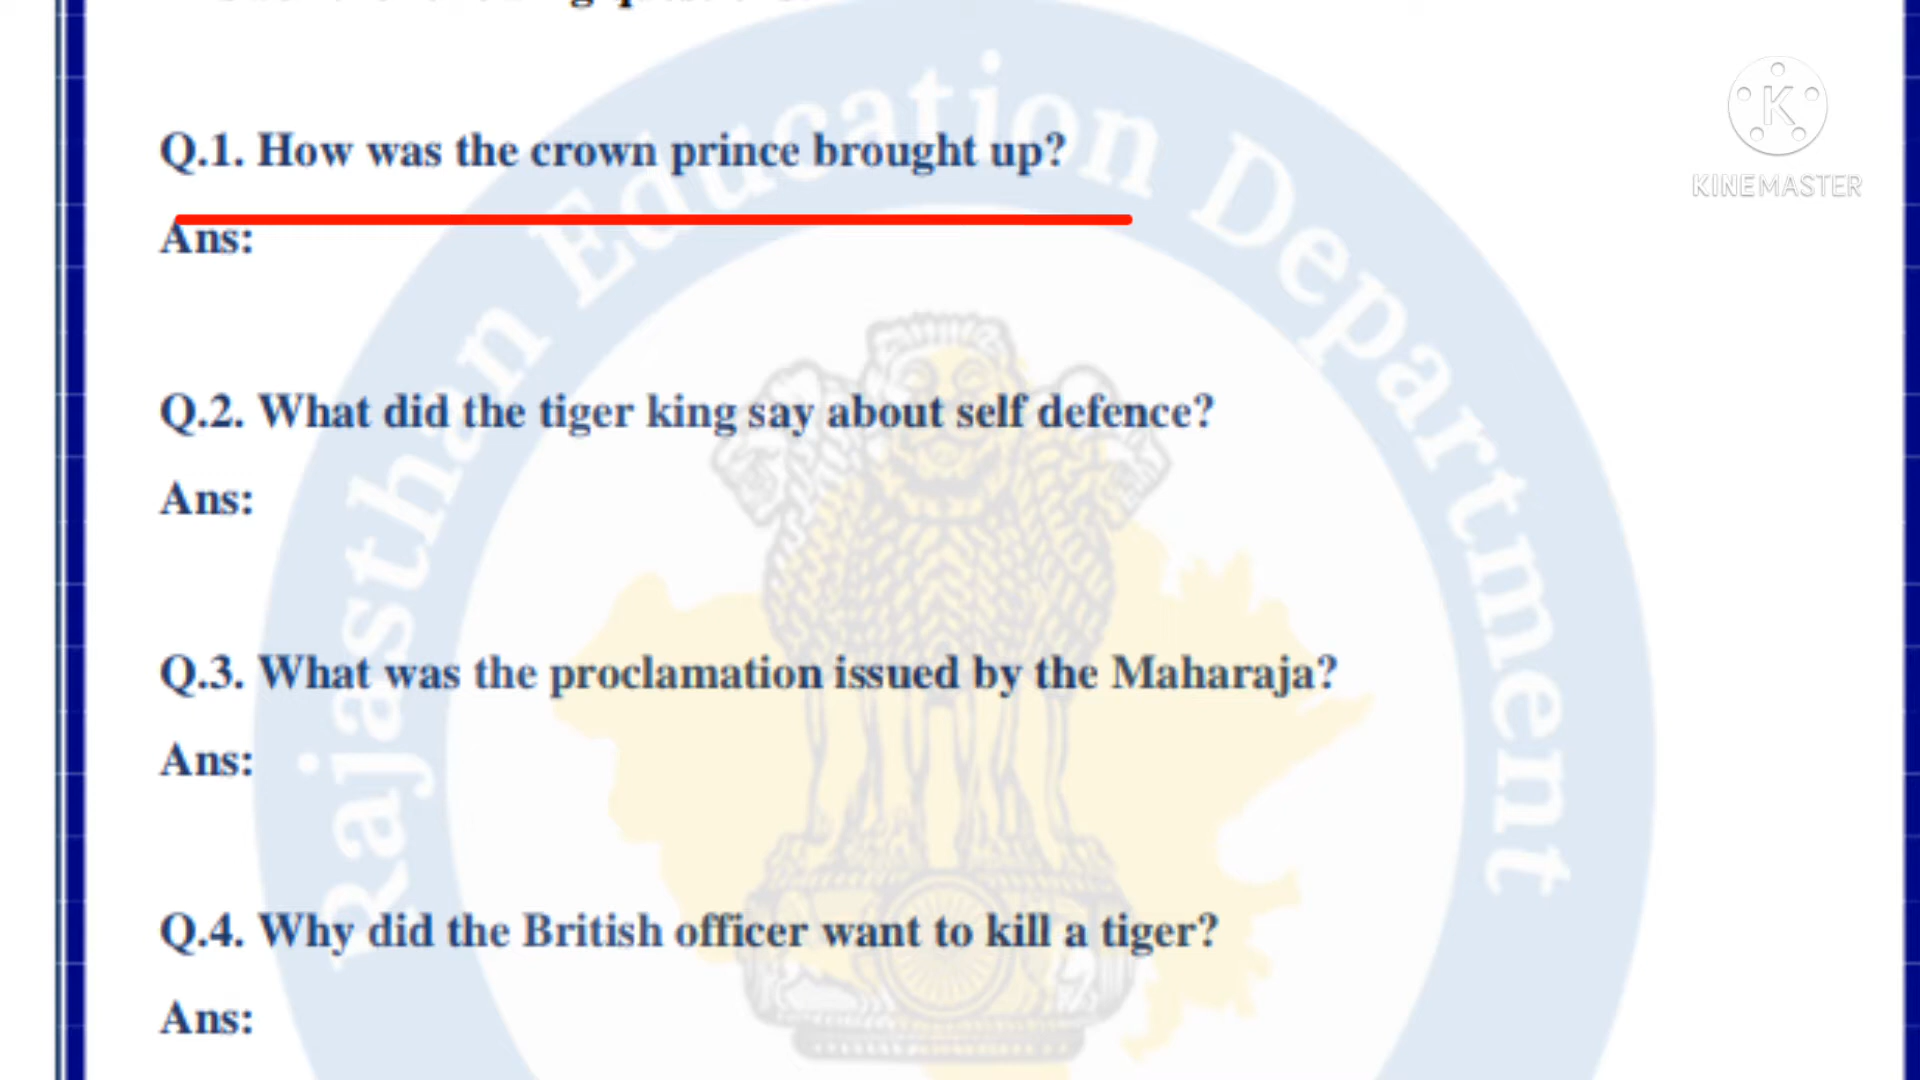 Q.1. How was the crown prince brought up?
Ans:
Q.2. What did the tiger king say about self defence?
Ans:
Q.3. What was the proclamation issued by the Maharaja?
Ans:
Q.4. Why did the British officer want to kill a tiger?
Ans:
Rajasthan Education Department
K
KINEMASTER